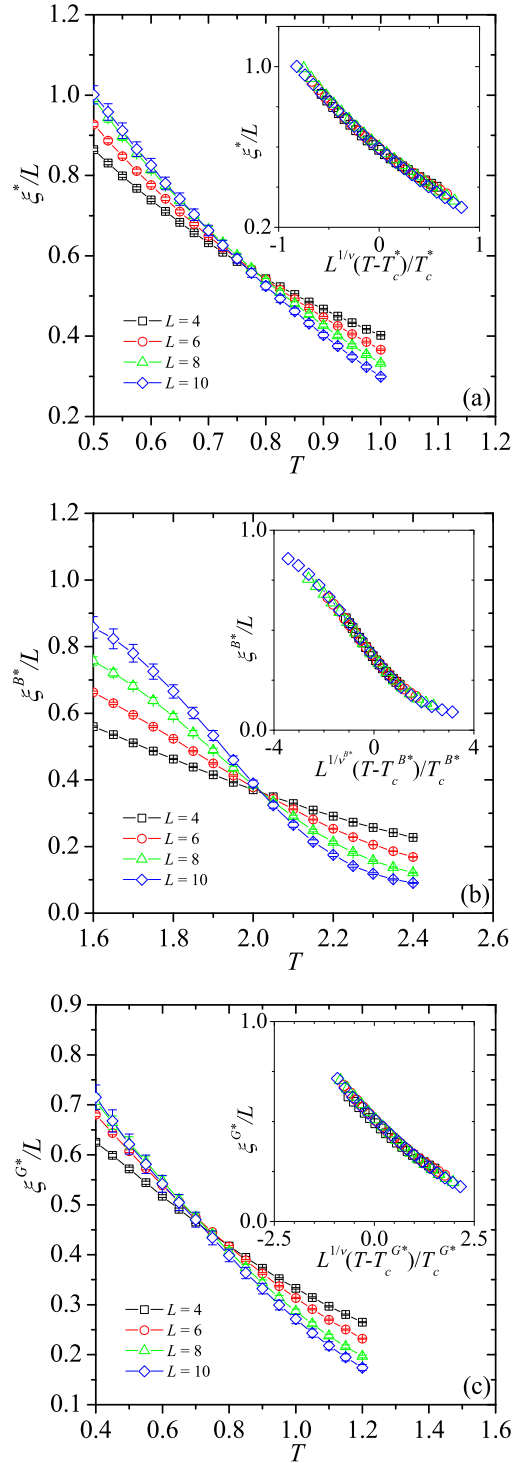 1.2
1.0
0.8
0.6
0.4
0.2
ξ*/L
0.5 0.6 0.7 0.8 0.9 1.0 1.1 1.2
T
L = 4
L = 6
L = 8
L = 10
(a)
1.0
0.2
ξ*/L
-1 0 1
L^{1/ν}(T-T_c^*)/T_c^*
1.2
1.0
0.8
0.6
0.4
0.2
0.0
ξ^{B*}/L
1.6 1.8 2.0 2.2 2.4 2.6
T
L = 4
L = 6
L = 8
L = 10
(b)
1.0
0.0
ξ^{B*}/L
-4 0 4
L^{1/ν^{B*}}(T-T_c^{B*})/T_c^{B*}
0.9
0.8
0.7
0.6
0.5
0.4
0.3
0.2
0.1
ξ^{G*}/L
0.4 0.6 0.8 1.0 1.2 1.4 1.6
T
L = 4
L = 6
L = 8
L = 10
(c)
1.0
0.0
ξ^{G*}/L
-2.5 0.0 2.5
L^{1/ν}(T-T_c^{G*})/T_c^{G*}